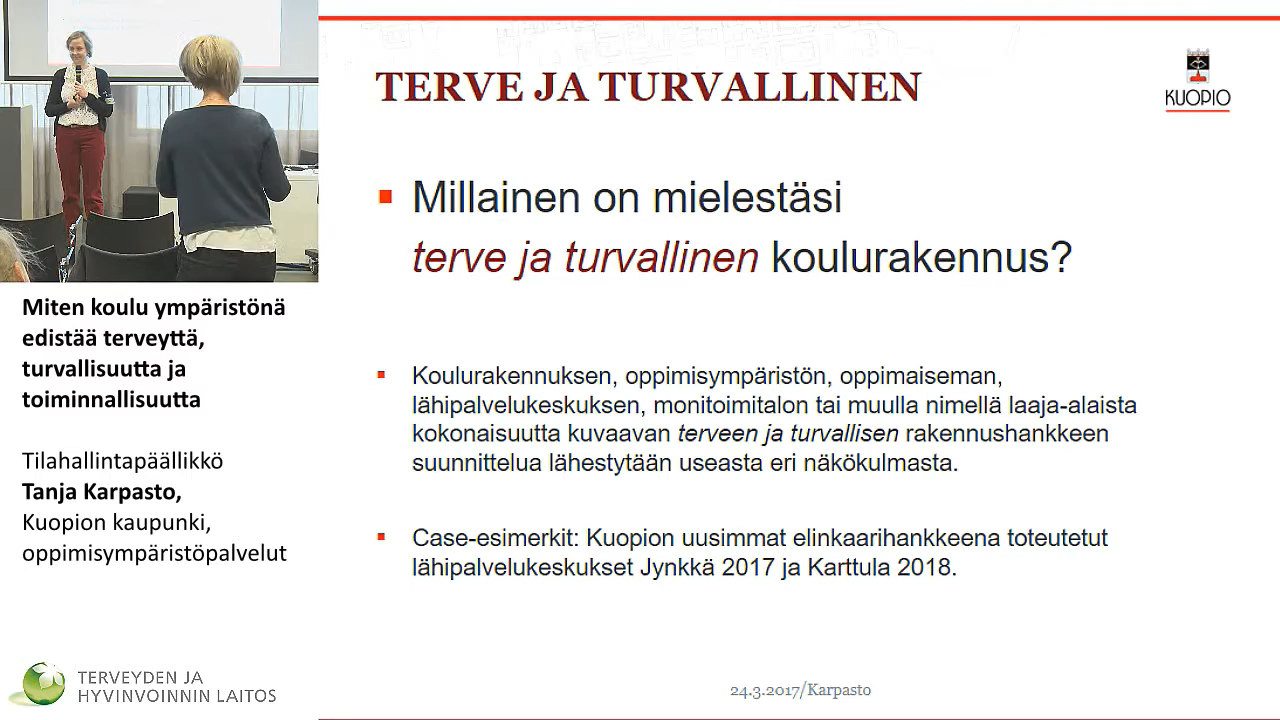 TERVE JA TURVALLINEN
KUOPIO
Millainen on mielestäsi
terve ja turvallinen koulurakennus?
Koulurakennuksen, oppimisympäristön, oppimaiseman,
lähipalvelukeskuksen, monitoimitalon tai muulla nimellä laaja-alaista
kokonaisuutta kuvaavan terveen ja turvallisen rakennushankkeen
suunnittelua lähestytään useasta eri näkökulmasta.
Case-esimerkit: Kuopion uusimmat elinkaarihankkeena toteutetut
lähipalvelukeskukset Jynkkä 2017 ja Karttula 2018.
24.3.2017/Karpasto
Miten koulu ympäristönä
edistää terveyttä,
turvallisuutta ja
toiminnallisuutta
Tilahallintapäällikkö
Tanja Karpasto,
Kuopion kaupunki,
oppimisympäristöpalvelut
TERVEYDEN JA
HYVINVOINNIN LAITOS